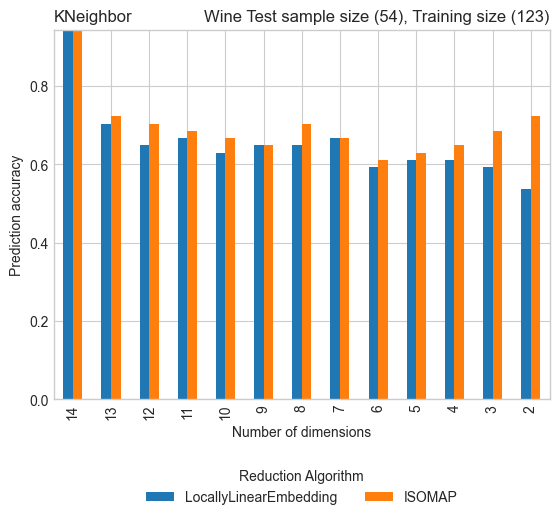 KNeighbor Wine Test sample size (54), Training size (123)
Prediction accuracy
0.8
0.6
0.4
0.2
0.0
14 13 12 11 10 9 8 7 6 5 4 3 2
Number of dimensions
Reduction Algorithm
LocallyLinearEmbedding ISOMAP